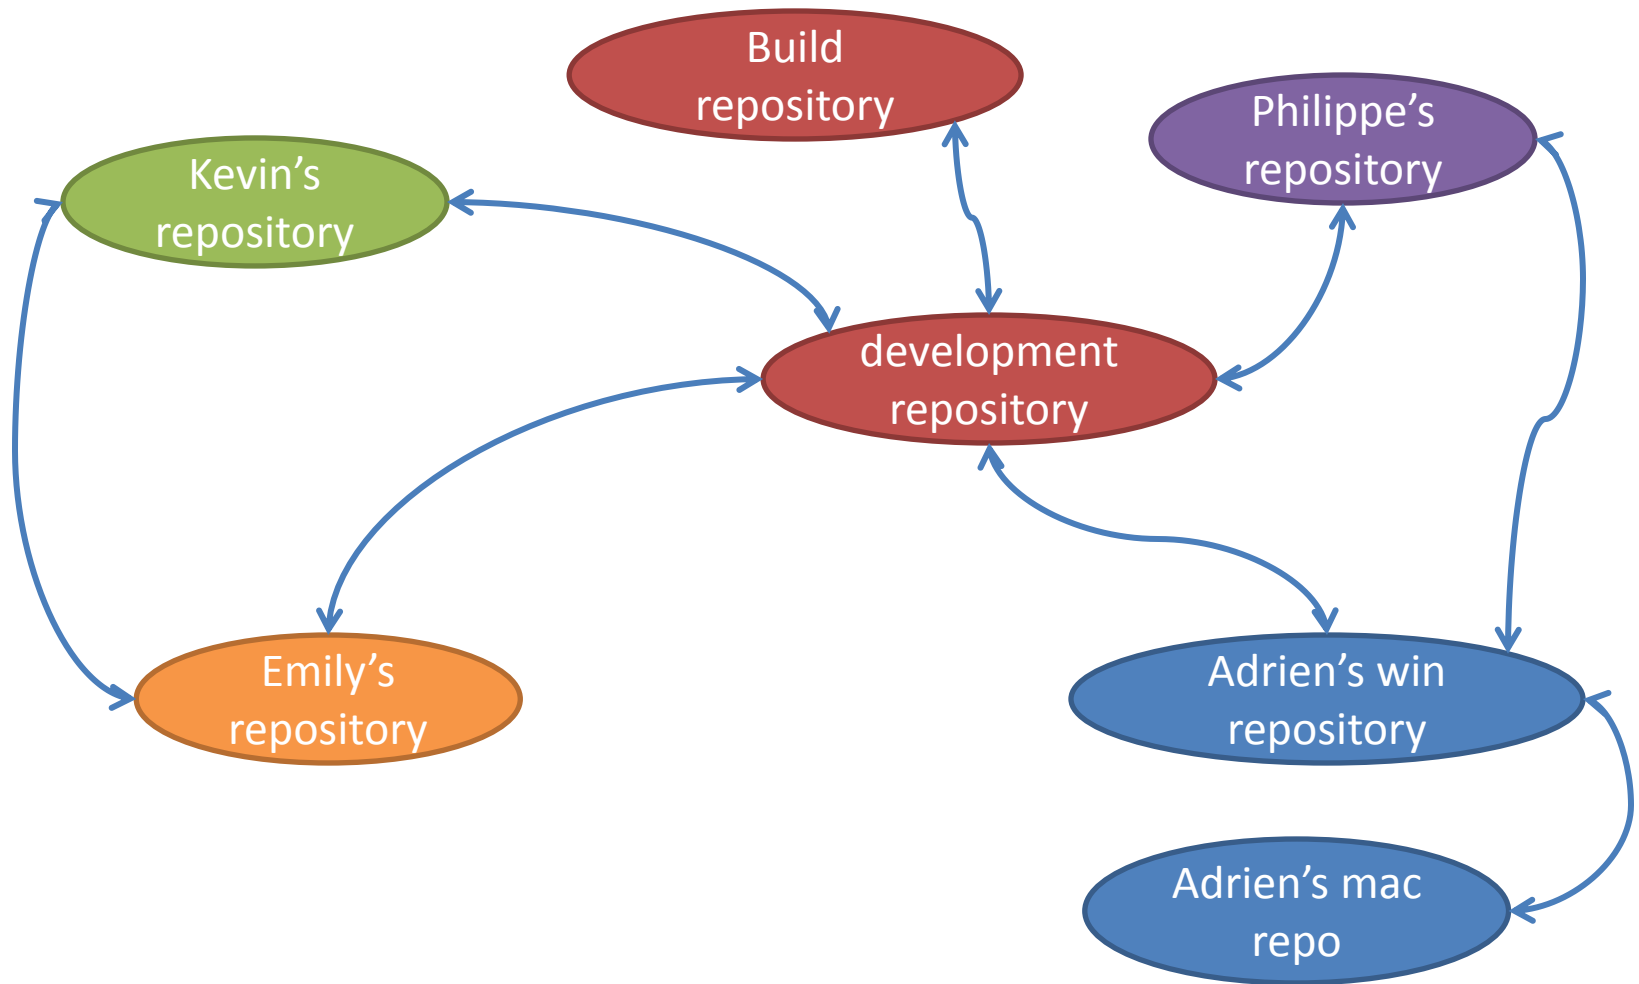 Build
repository
Philippe’s
repository
Kevin’s
repository
development
repository
Emily’s
repository
Adrien’s win
repository
Adrien’s mac
repo